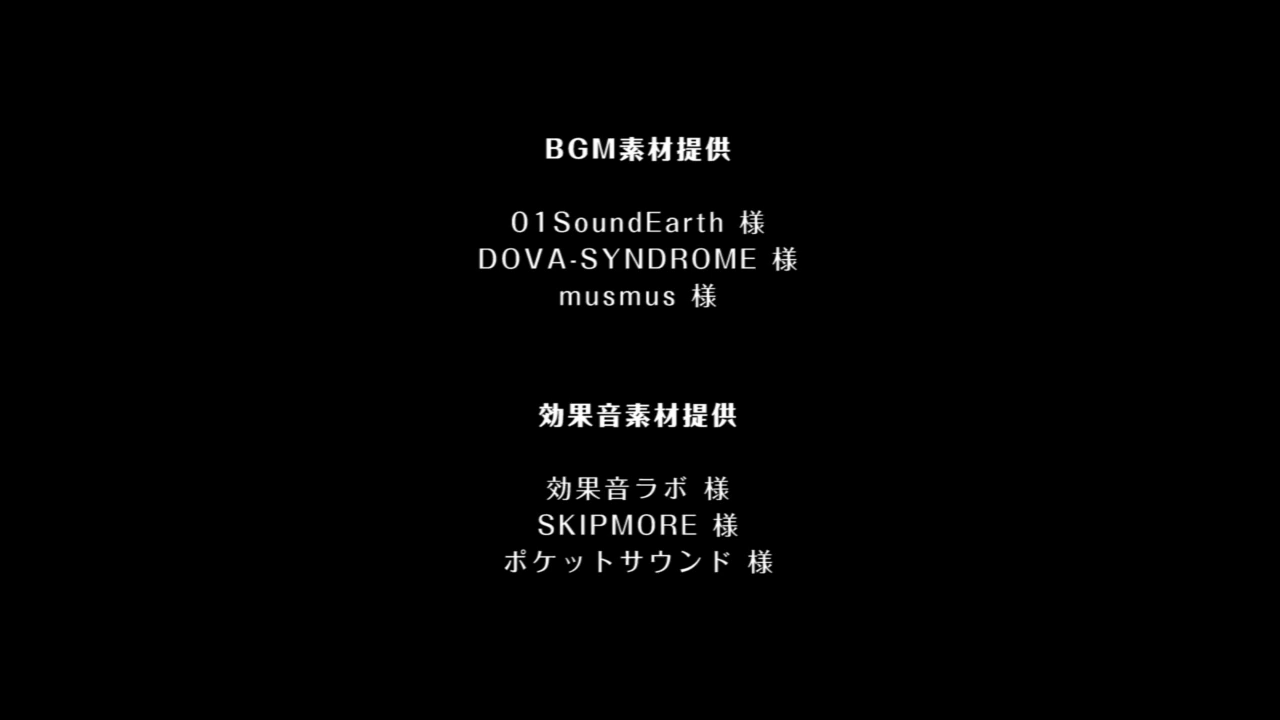 BGM素材提供
01SoundEarth 様
DOVA-SYNDROME 様
musmus 様
効果音素材提供
効果音ラボ 様
SKIPMORE 様
ポケットサウンド 様